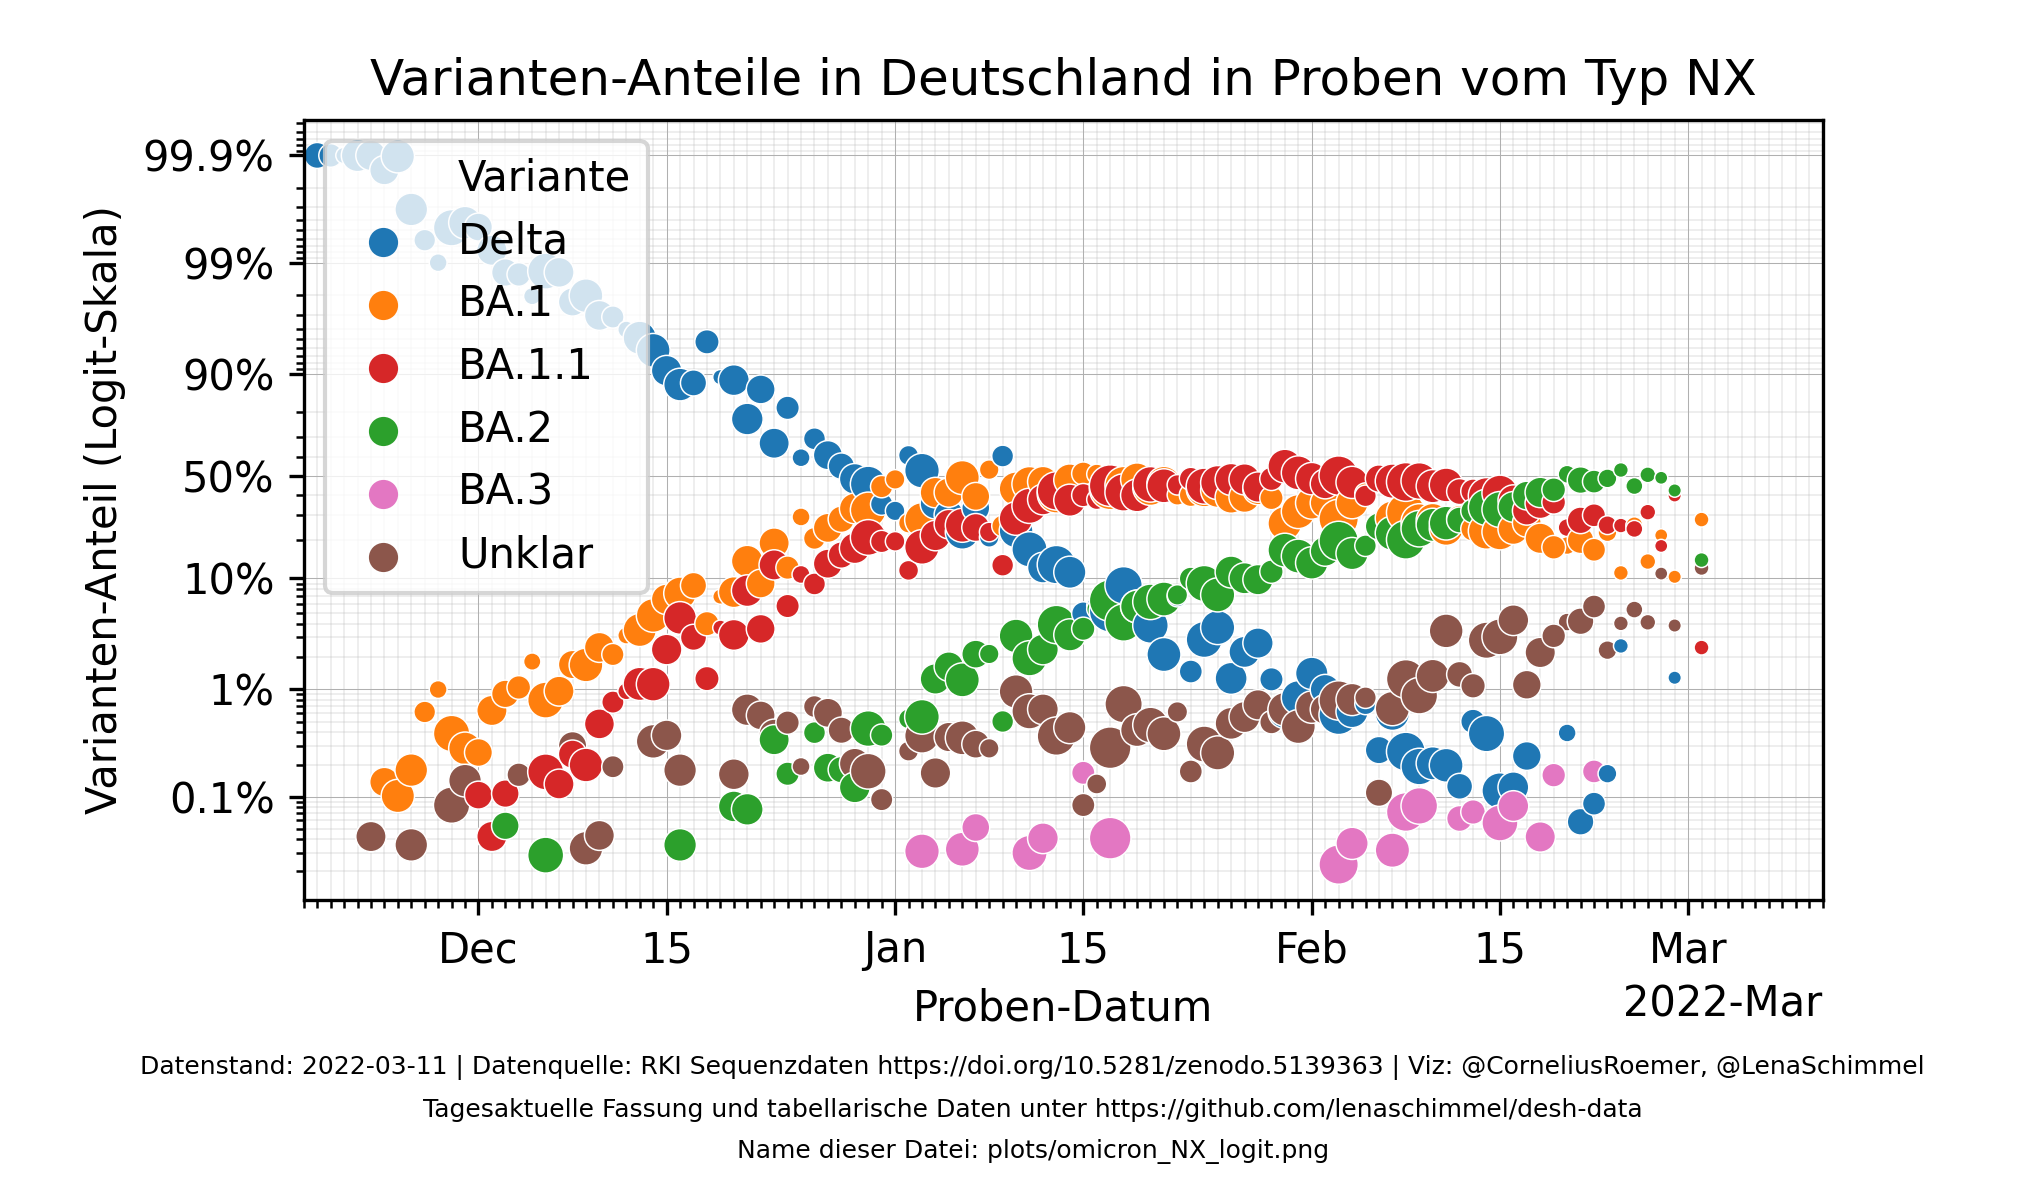 Varianten-Anteile in Deutschland in Proben vom Typ NX
Varianten-Anteil (Logit-Skala)
99.9%
99%
90%
50%
10%
1%
0.1%
Variante
Delta
BA.1
BA.1.1
BA.2
BA.3
Unklar
Dec 15 Jan 15 Feb 15 Mar
Proben-Datum
2022-Mar
Datenstand: 2022-03-11 | Datenquelle: RKI Sequenzdaten https://doi.org/10.5281/zenodo.5139363 | Viz: @CorneliusRoemer, @LenaSchimmel
Tagesaktuelle Fassung und tabellarische Daten unter https://github.com/lenaschimmel/desh-data
Name dieser Datei: plots/omicron_NX_logit.png